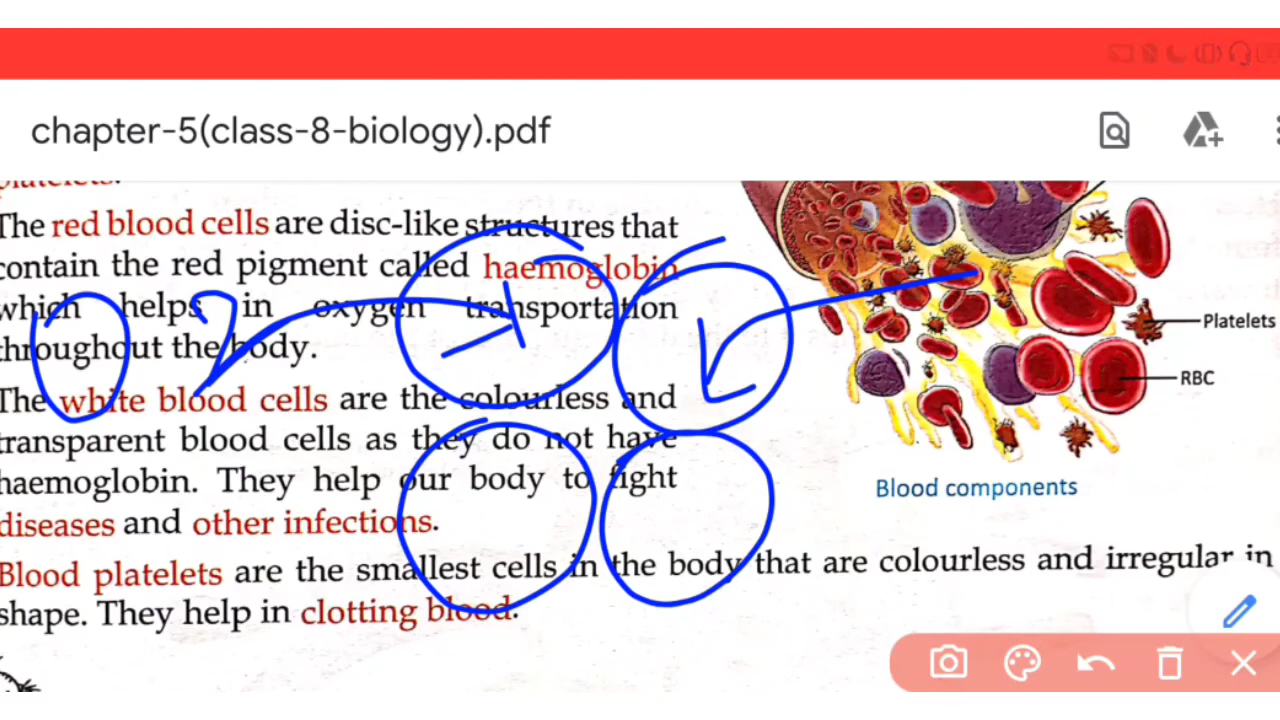 chapter-5(class-8-biology).pdf
platelets.
The red blood cells are disc-like structures that
contain the red pigment called haemoglobin
which helps in oxygen transportation
throughout the body.
The white blood cells are the colourless and
transparent blood cells as they do not have
haemoglobin. They help our body to fight
diseases and other infections.
Blood platelets are the smallest cells in the body that are colourless and irregular in
shape. They help in clotting blood.
Platelets
RBC
Blood components